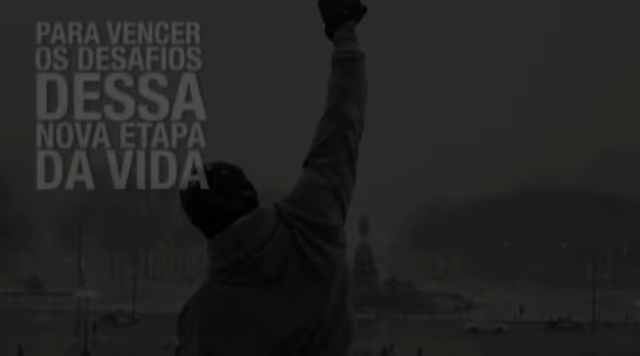 PARA VENCER
OS DESAFIOS
DESSA
NOVA ETAPA
DA VIDA